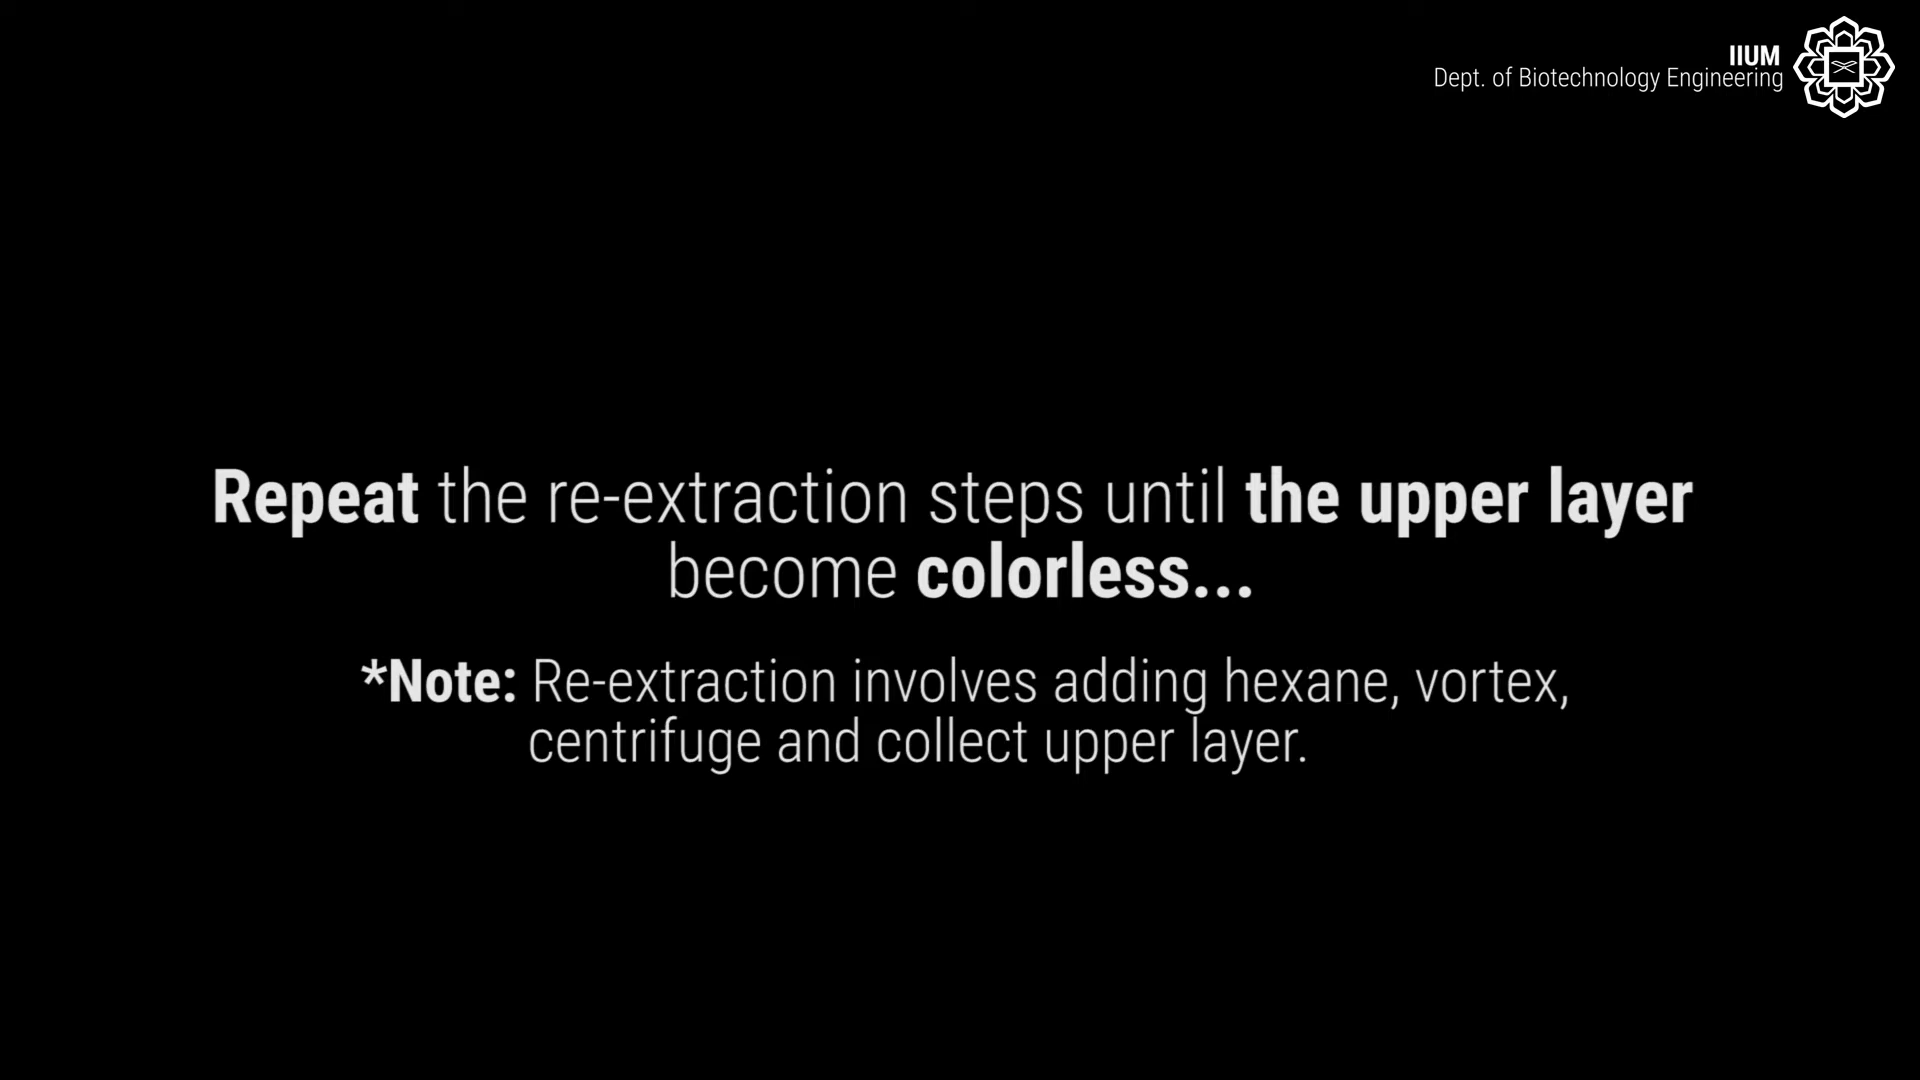 IIUM
Dept. of Biotechnology Engineering
Repeat the re-extraction steps until the upper layer
become colorless...
*Note: Re-extraction involves adding hexane, vortex,
centrifuge and collect upper layer.